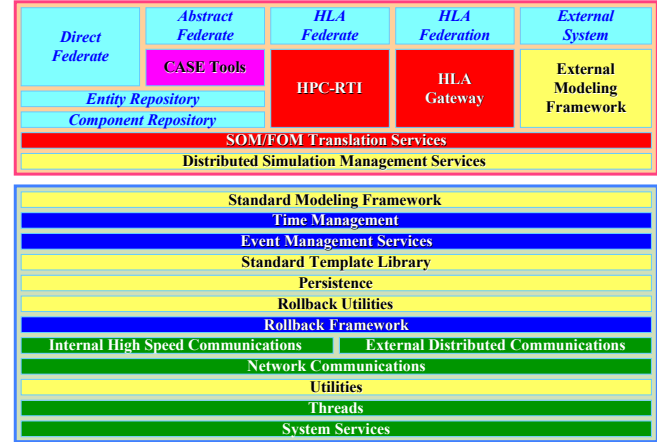 Direct
Federate
Abstract
Federate
HLA
Federate
HLA
Federation
External
System
CASE Tools
HPC-RTI
HLA
Gateway
External
Modeling
Framework
Entity Repository
Component Repository
SOM/FOM Translation Services
Distributed Simulation Management Services
Standard Modeling Framework
Time Management
Event Management Services
Standard Template Library
Persistence
Rollback Utilities
Rollback Framework
Internal High Speed Communications
External Distributed Communications
Network Communications
Utilities
Threads
System Services